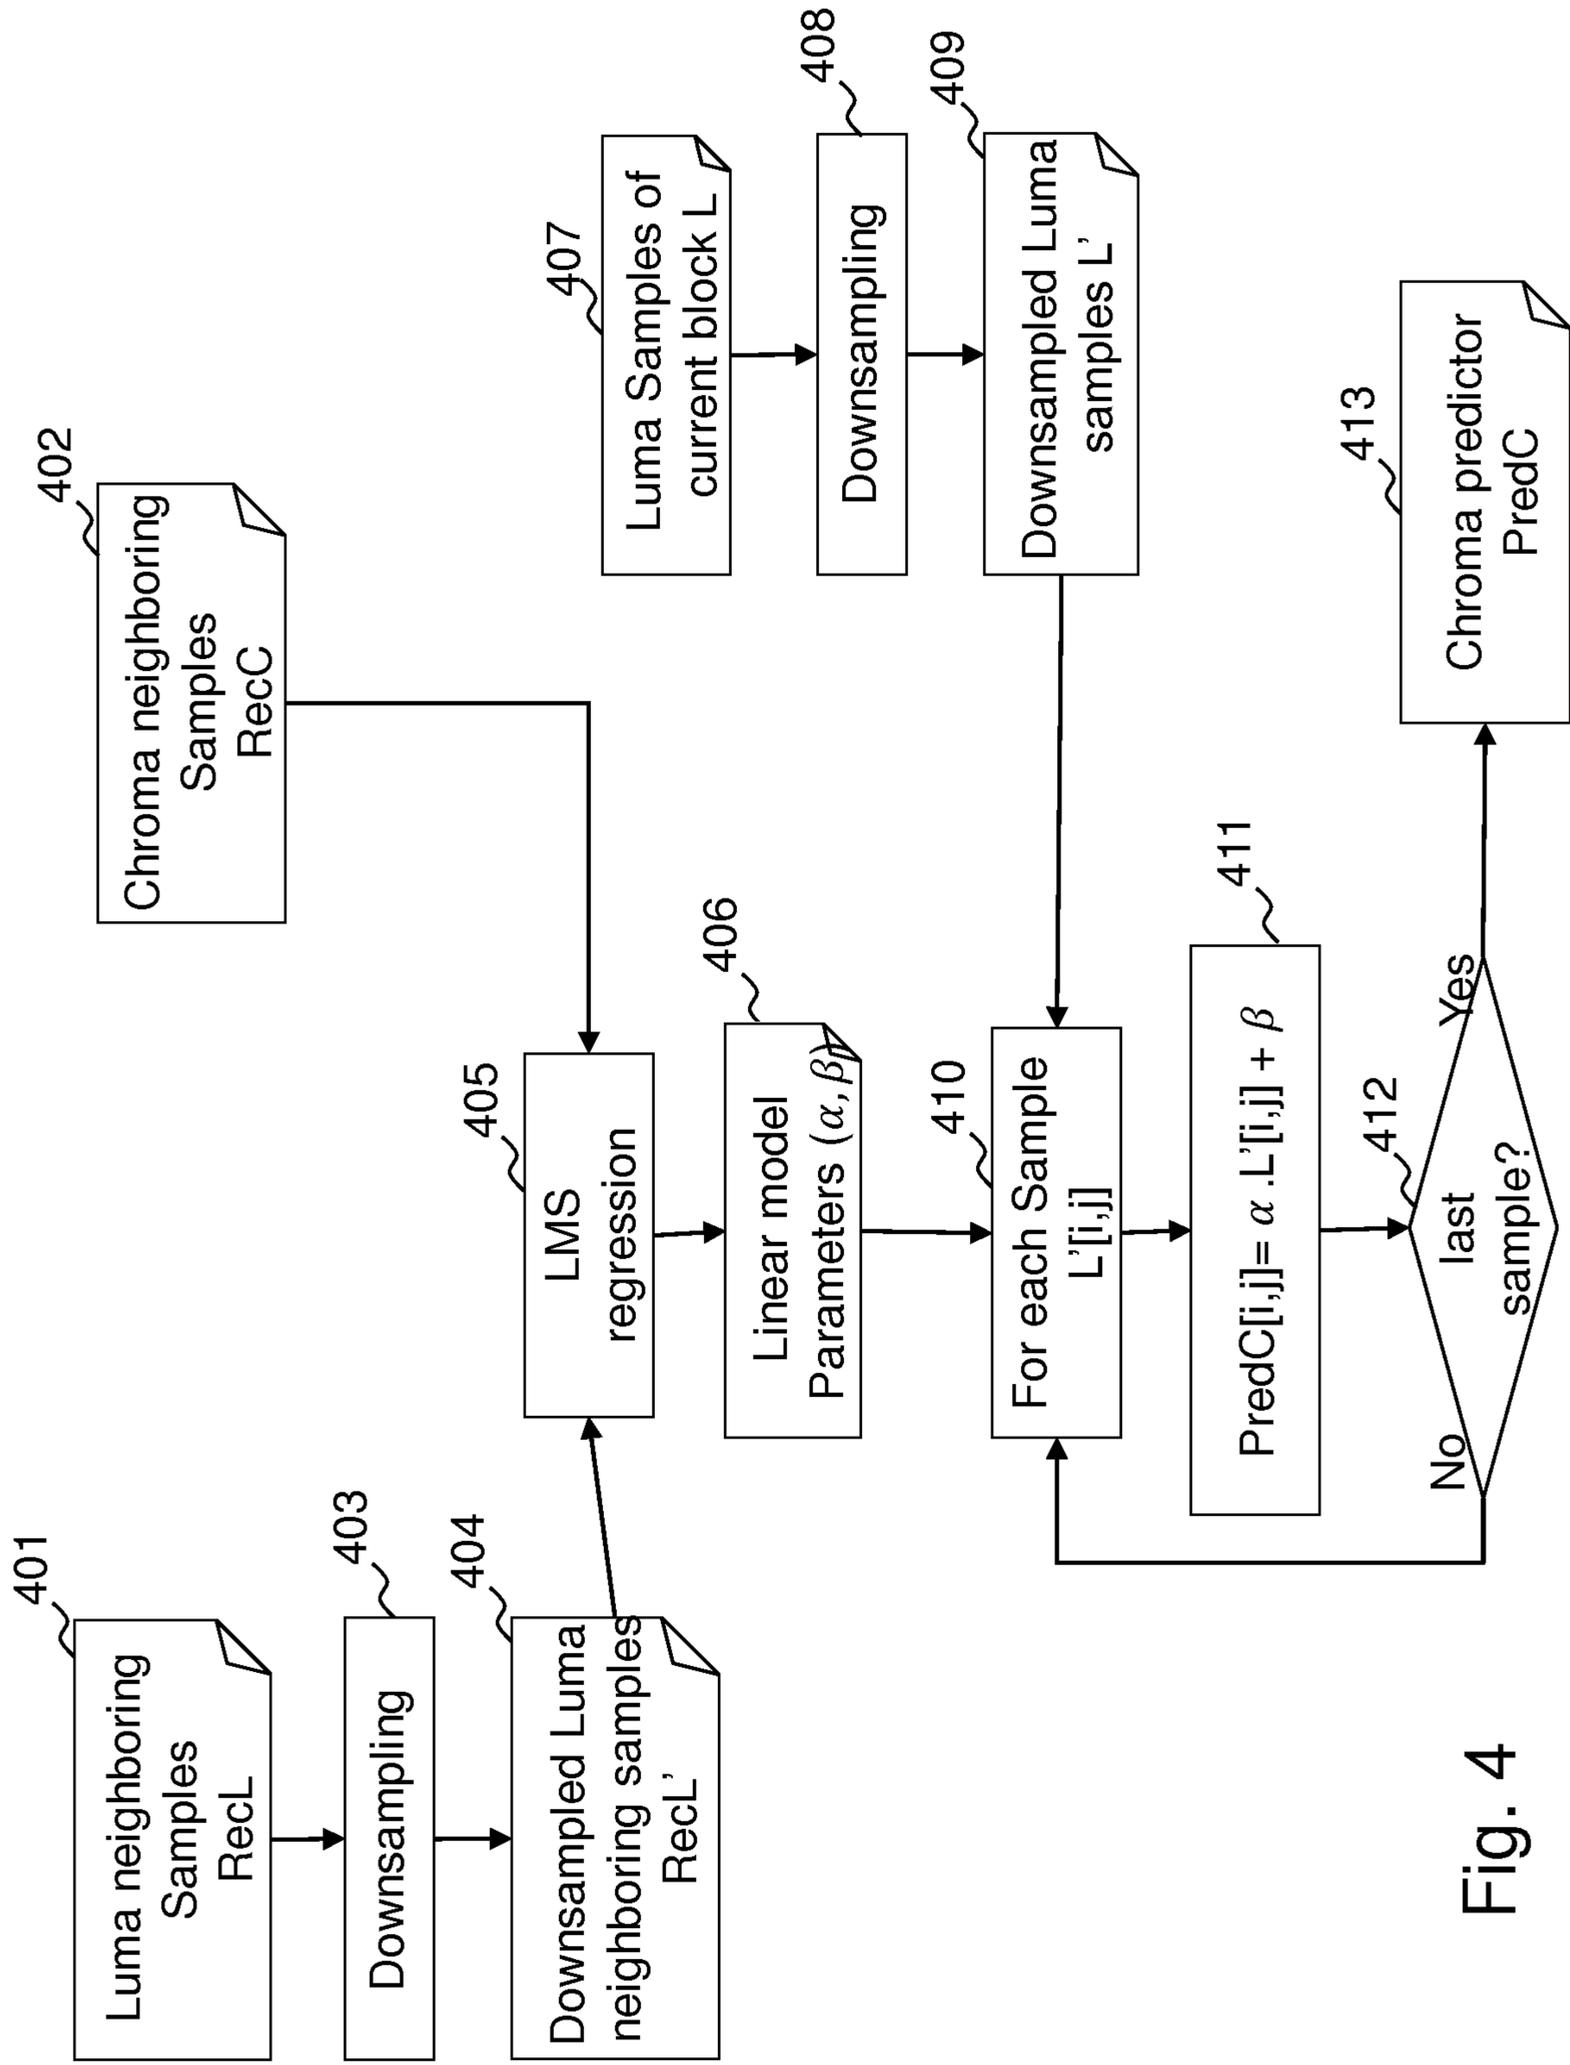 401
Luma neighboring
Samples
RecL
403
Downsampling
404
Downsampled Luma
neighboring samples
RecL'
402
Chroma neighboring
Samples
RecC
405
LMS
regression
406
Linear model
Parameters (α, β)
407
Luma Samples of
current block L
408
Downsampling
409
Downsampled Luma
samples L'
410
For each Sample
L'[i,j]
411
PredC[i,j]= α .L'[i,j] + β
412
last
sample?
No
Yes
413
Chroma predictor
PredC
Fig. 4